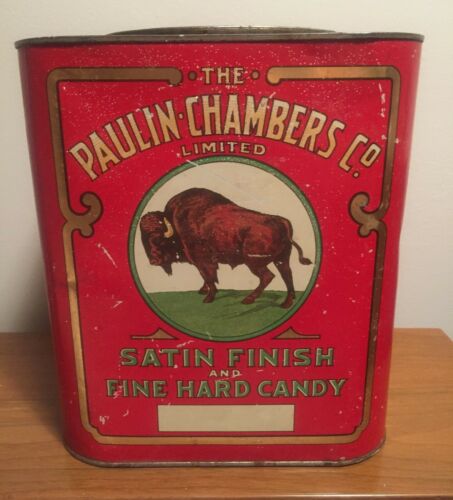 THE
PAULIN·CHAMBERS Cº
LIMITED
SATIN FINISH
AND
FINE HARD CANDY